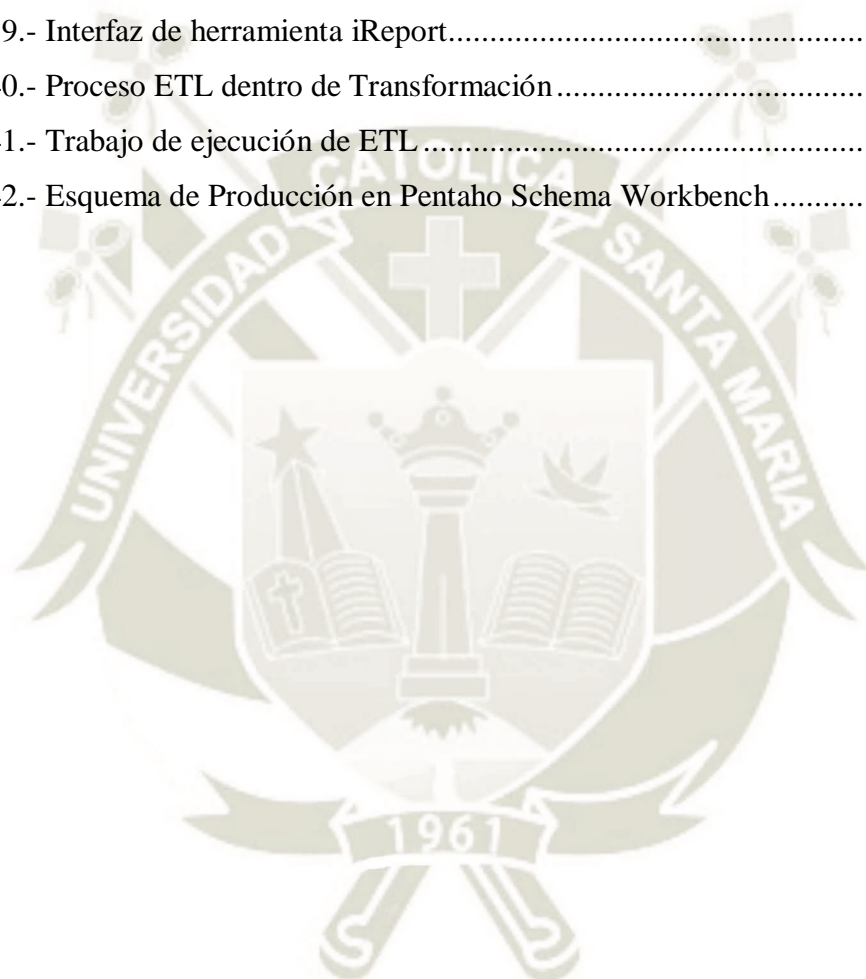 9.- Interfaz de herramienta iReport...............................................
0.- Proceso ETL dentro de Transformación...................................
1.- Trabajo de ejecución de ETL..................................................
2.- Esquema de Producción en Pentaho Schema Workbench...........
UNIVERSIDAD CATOLICA SANTA MARIA
1961